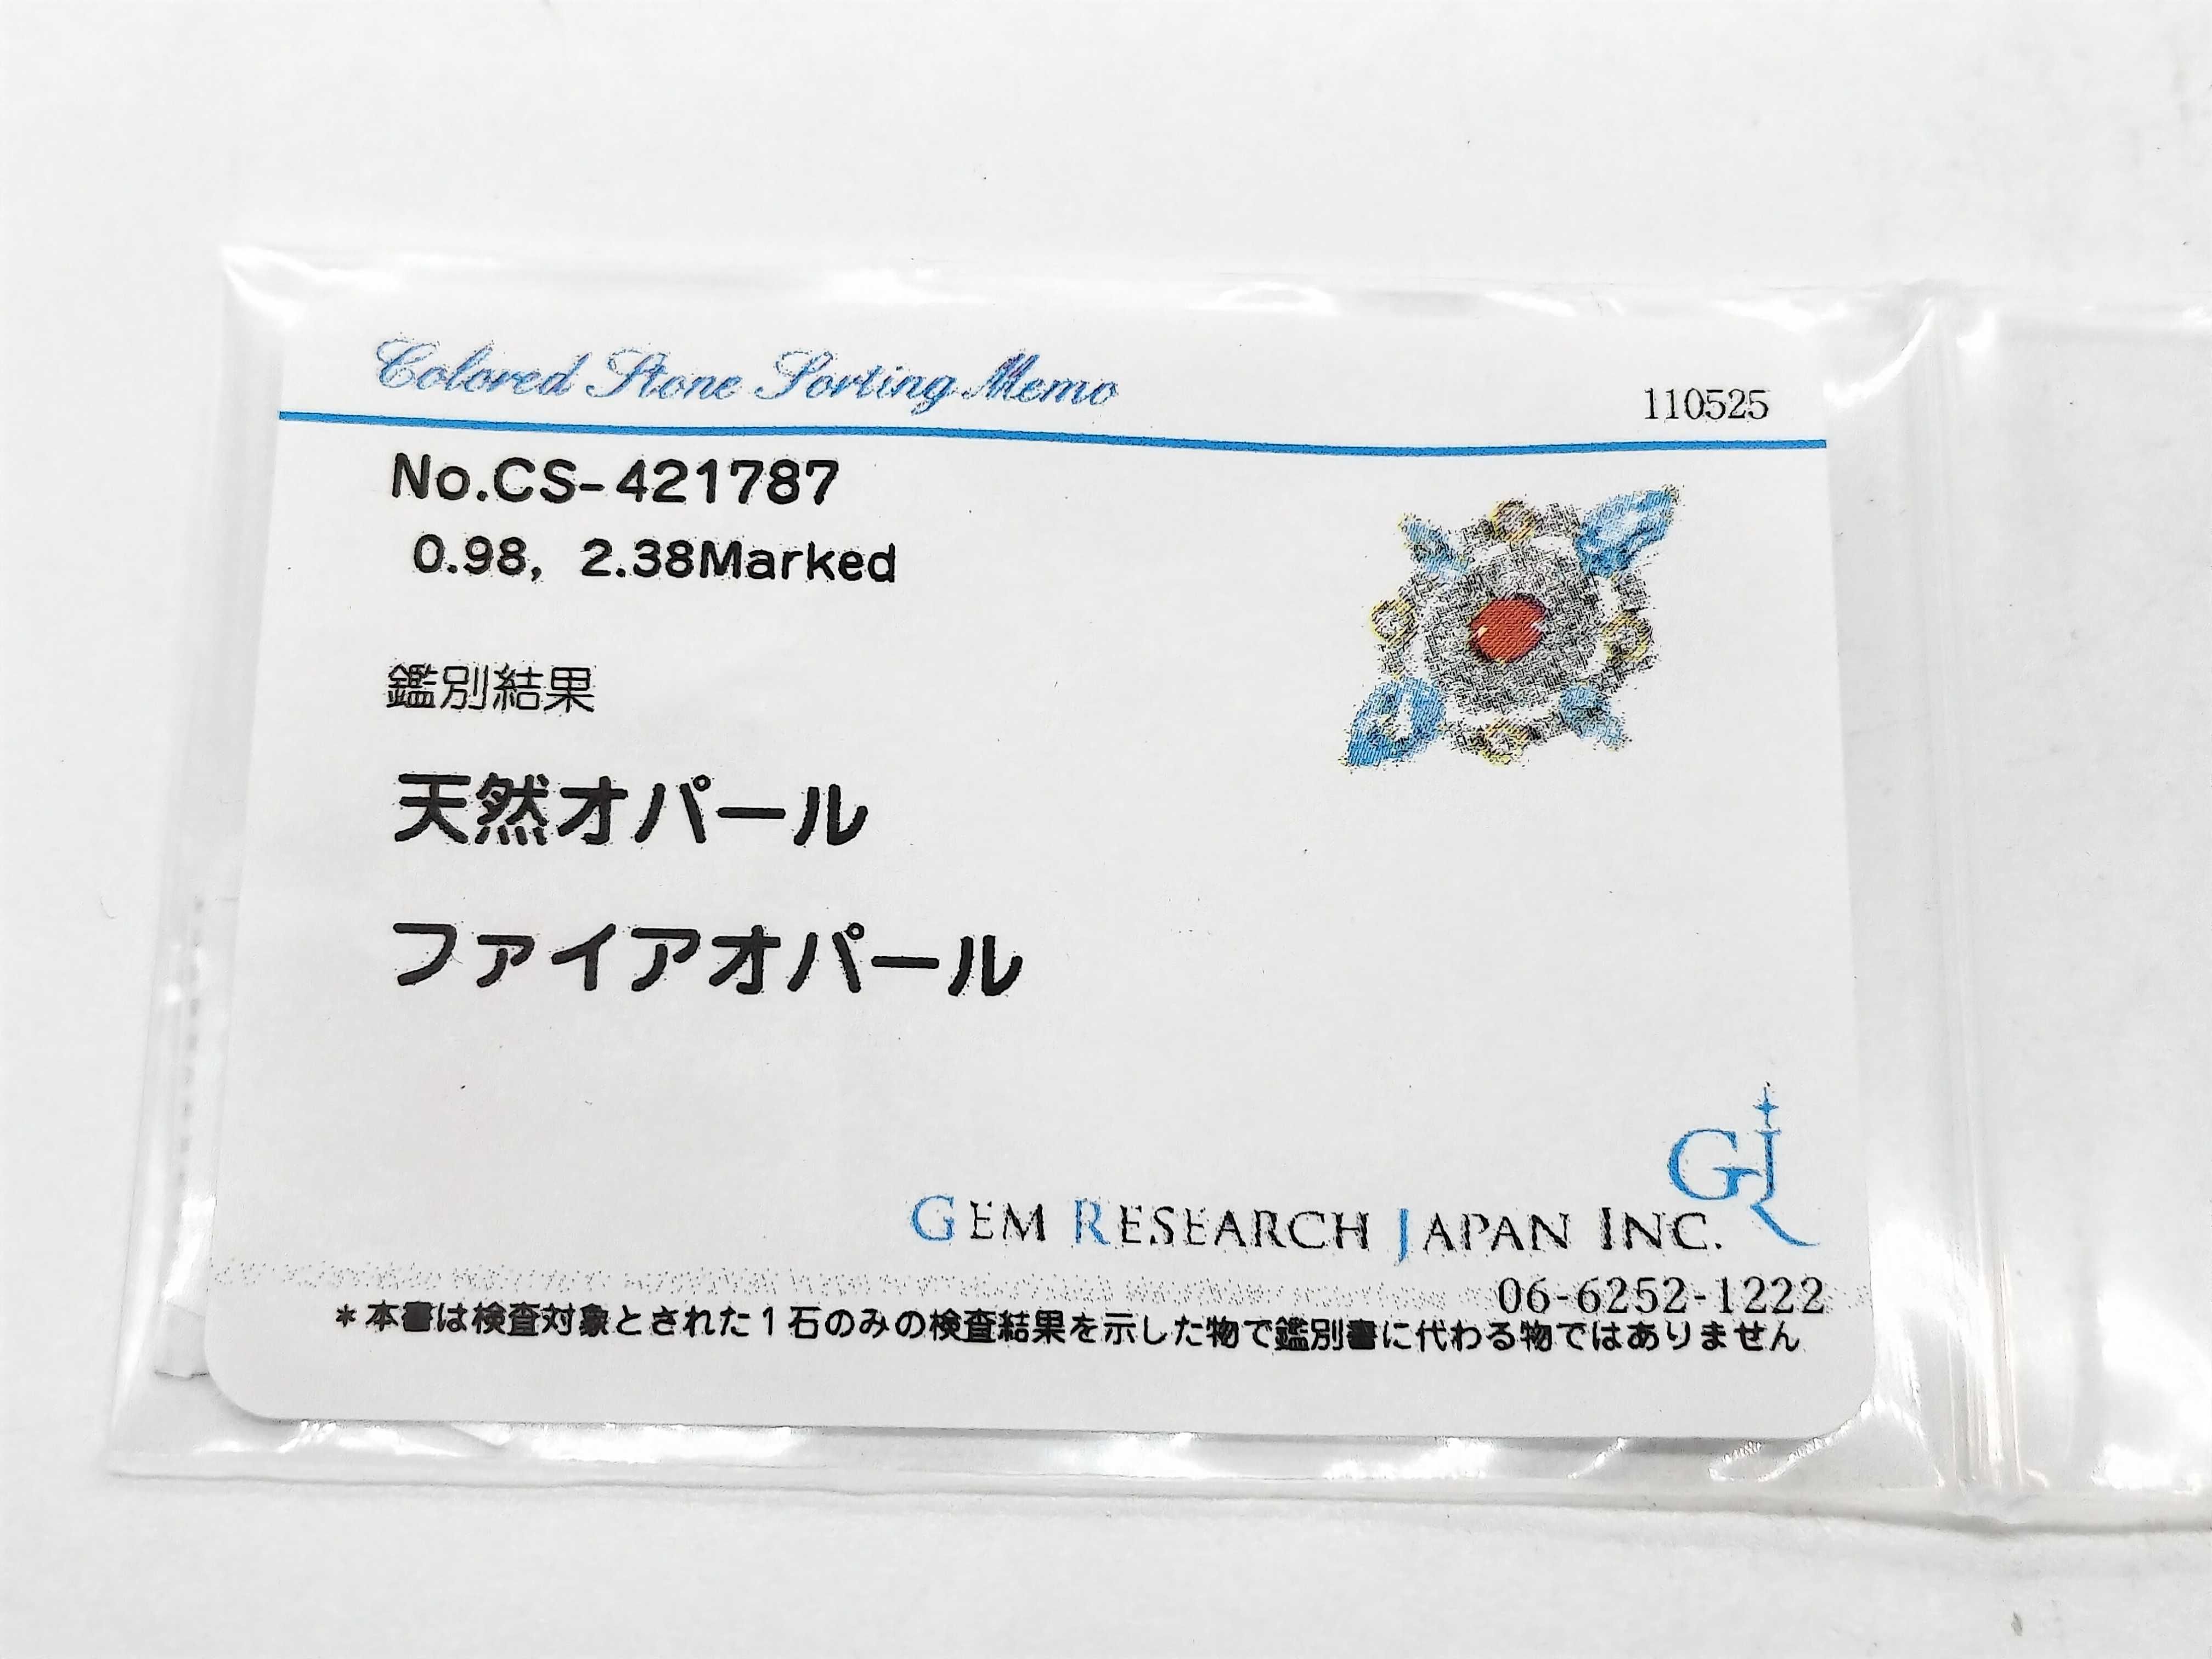 Colored Stone Sorting Memo
110525
No.CS-421787
0.98, 2.38Marked
鑑別結果
天然オパール
ファイアオパール
GEM RESEARCH JAPAN INC.
06-6252-1222
*本書は検査対象とされた1石のみの検査結果を示した物で鑑別書に代わる物ではありません